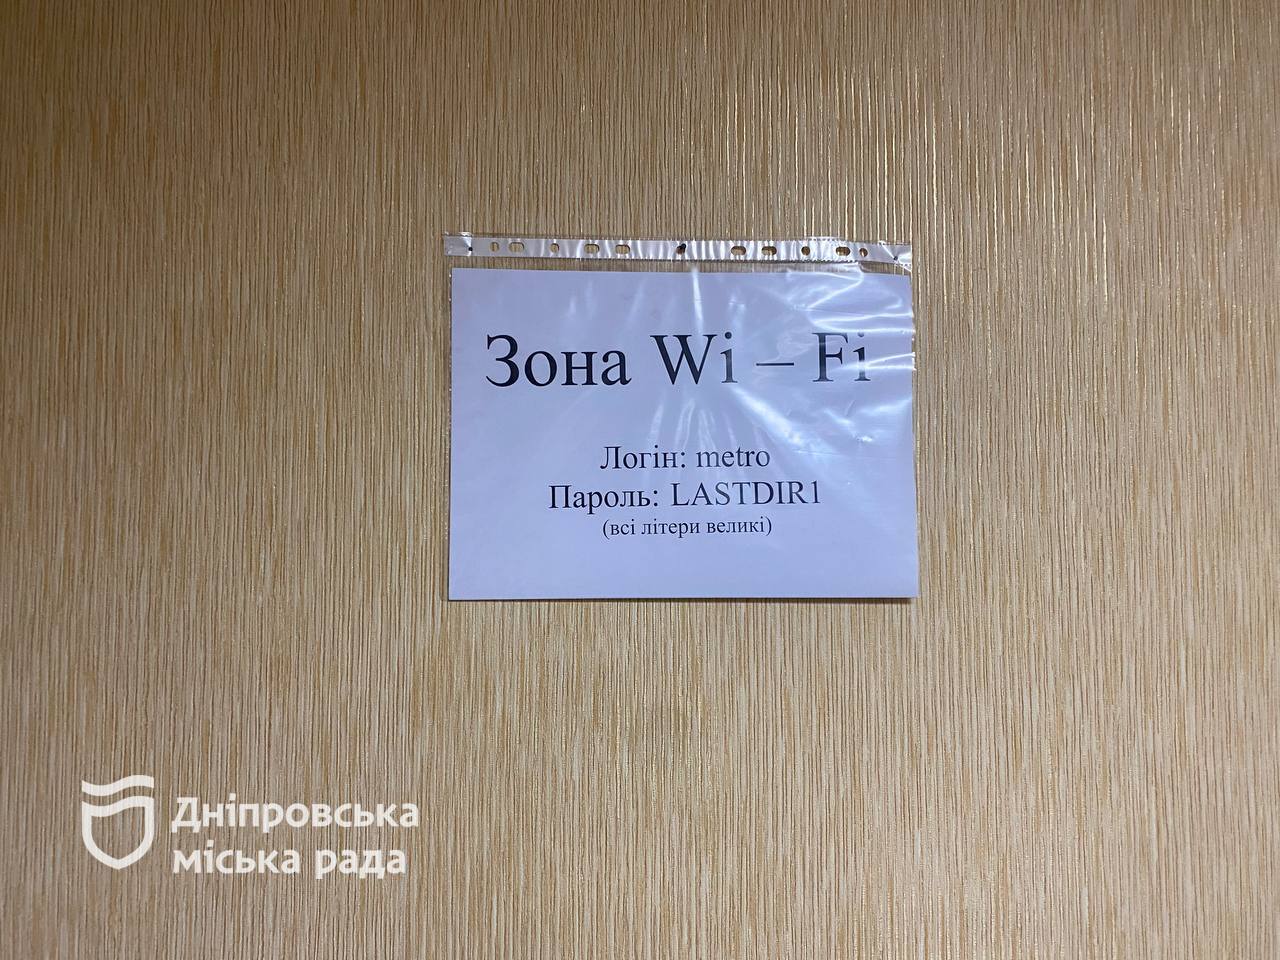 Зона Wi – Fi
Логін: metro
Пароль: LASTDIR1
(всі літери великі)
Дніпровська
міська рада